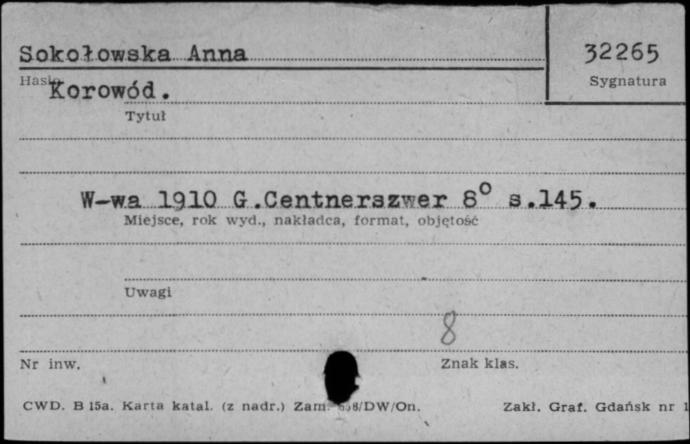 Sokołowska Anna
32265
Hasło
Sygnatura
Korowód.
Tytuł
W-wa 1910 G.Centnerszwer 8° s.145.
Miejsce, rok wyd., nakładca, format, objętość
Uwagi
8
Nr inw.
Znak klas.
CWD. B 15a. Karta katal. (z nadr.) Zam. /DW/On.
Zakł. Graf. Gdańsk nr 1